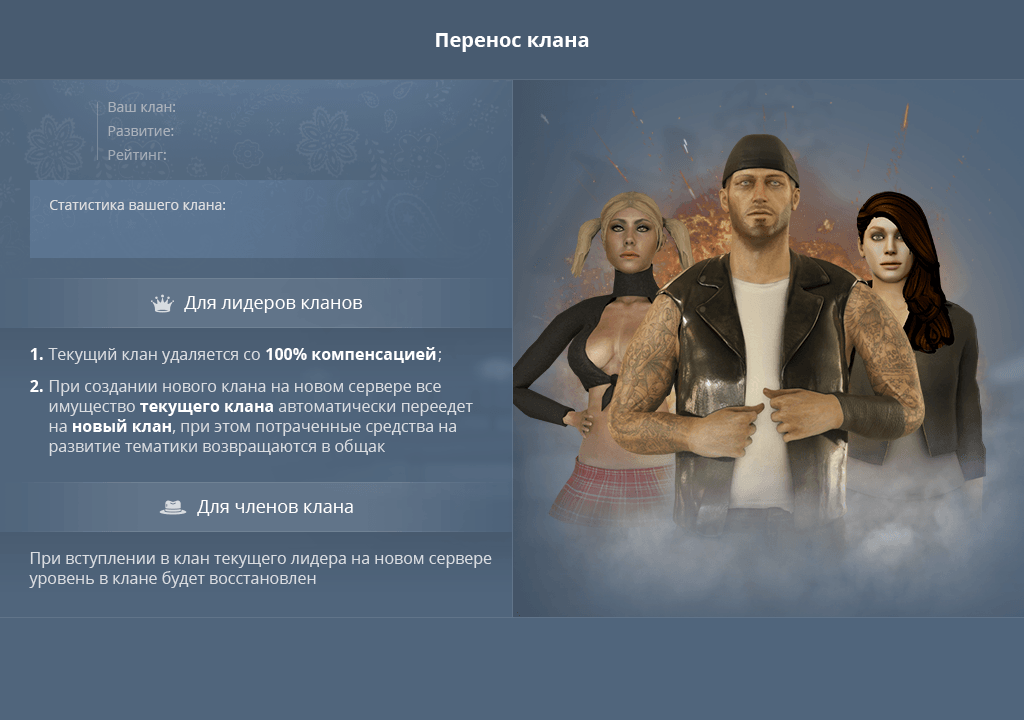 Перенос клана
Ваш клан:
Развитие:
Рейтинг:
Статистика вашего клана:
Для лидеров кланов
1. Текущий клан удаляется со 100% компенсацией;
2. При создании нового клана на новом сервере все
имущество текущего клана автоматически переедет
на новый клан, при этом потраченные средства на
развитие тематики возвращаются в общак
Для членов клана
При вступлении в клан текущего лидера на новом сервере
уровень в клане будет восстановлен